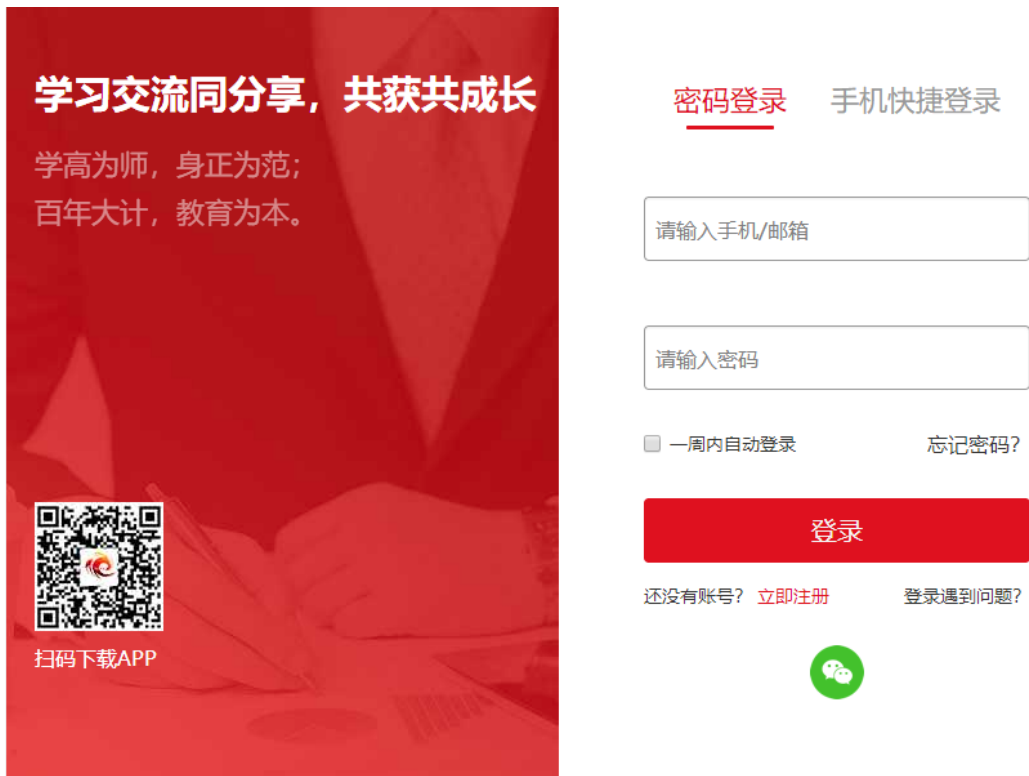 学习交流同分享，共获共成长
学高为师，身正为范；
百年大计，教育为本。
扫码下载APP
密码登录 手机快捷登录
请输入手机/邮箱
请输入密码
一周内自动登录 忘记密码?
登录
还没有账号? 立即注册 登录遇到问题?